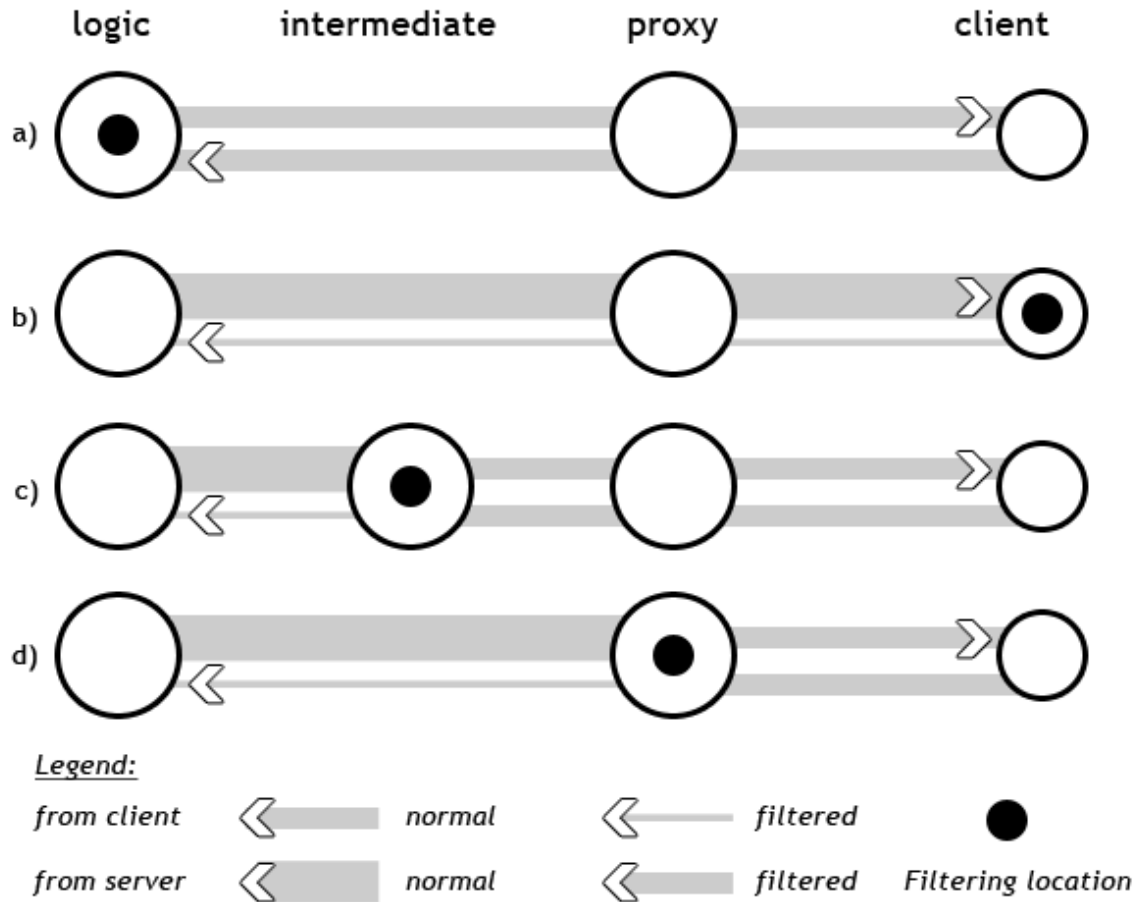 logic intermediate proxy client
a)
b)
c)
d)
Legend:
from client normal filtered
from server normal filtered Filtering location